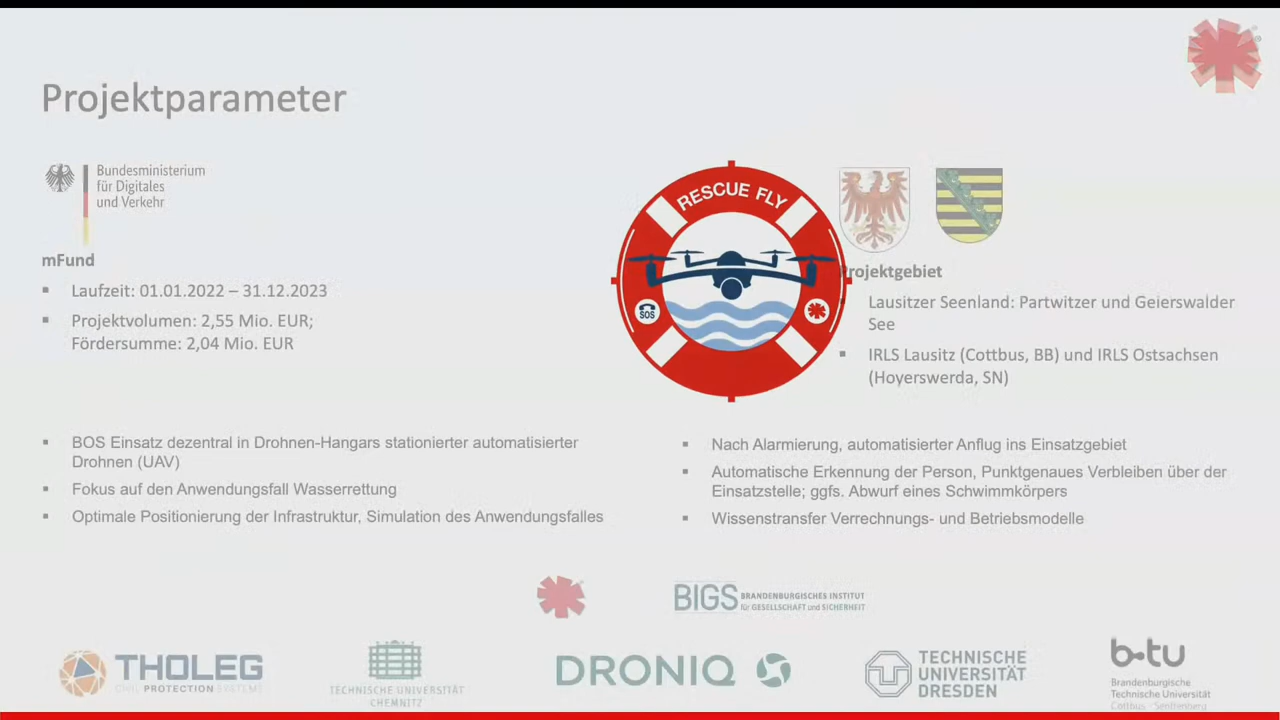 Projektparameter
Bundesministerium
für Digitales
und Verkehr
mFund
▪ Laufzeit: 01.01.2022 – 31.12.2023
▪ Projektvolumen: 2,55 Mio. EUR;
Fördersumme: 2,04 Mio. EUR
RESCUE FLY
SOS
Projektgebiet
Lausitzer Seenland: Partwitzer und Geierswalder
See
▪ IRLS Lausitz (Cottbus, BB) und IRLS Ostsachsen
(Hoyerswerda, SN)
▪ BOS Einsatz dezentral in Drohnen-Hangars stationierter automatisierter
Drohnen (UAV)
▪ Fokus auf den Anwendungsfall Wasserrettung
▪ Optimale Positionierung der Infrastruktur, Simulation des Anwendungsfalles
▪ Nach Alarmierung, automatisierter Anflug ins Einsatzgebiet
▪ Automatische Erkennung der Person, Punktgenaues Verbleiben über der
Einsatzstelle; ggfs. Abwurf eines Schwimmkörpers
▪ Wissenstransfer Verrechnungs- und Betriebsmodelle
BIGS BRANDENBURGISCHES INSTITUT
für GESELLSCHAFT und SICHERHEIT
THOLEG
CIVIL PROTECTION SYSTEMS
TECHNISCHE UNIVERSITÄT
CHEMNITZ
DRONIQ
TECHNISCHE
UNIVERSITÄT
DRESDEN
b-tu
Brandenburgische
Technische Universität
Cottbus - Senftenberg